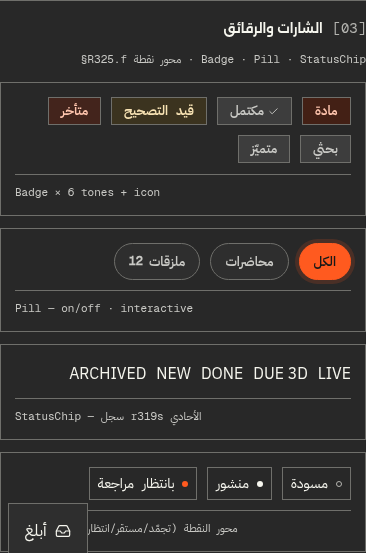 [03] الشارات والرقائق
Badge · Pill · StatusChip · محور نقطة §R325.f
مادة مكتمل قيد التصحيح متأخر
بحثي متميّز
Badge × 6 tones + icon
الكل محاضرات ملزقات 12
Pill — on/off · interactive
ARCHIVED NEW DONE DUE 3D LIVE
StatusChip — سجل r319s الأحادي
مسودة منشور بانتظار مراجعة
محور النقطة (تجمّد/مستقر/انتظار
أبلغ